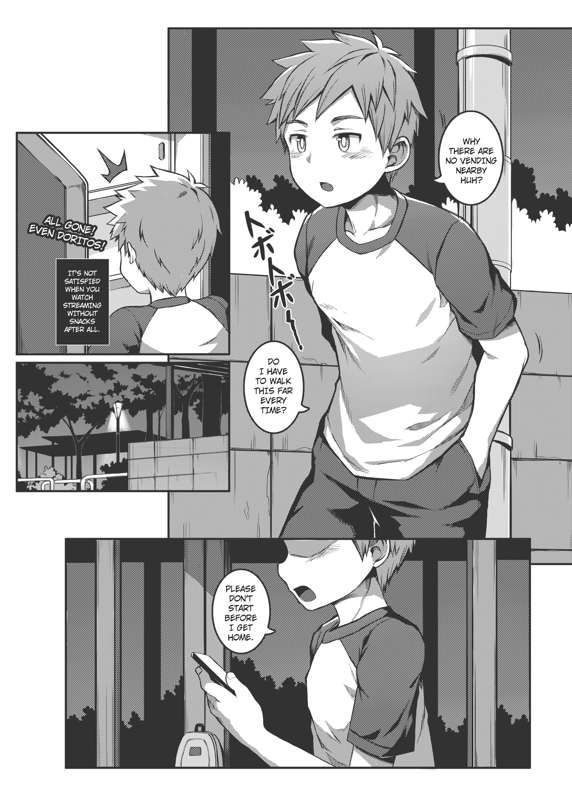 WHY
THERE ARE
NO VENDING
NEARBY
HUH?
ALL GONE!
EVEN DORITOS!
IT'S NOT
SATISFIED
WHEN YOU
WATCH
STREAMING
WITHOUT
SNACKS
AFTER ALL.
トボトボ〜
DO
I HAVE
TO WALK
THIS FAR
EVERY
TIME?
PLEASE
DON'T
START
BEFORE
I GET
HOME.